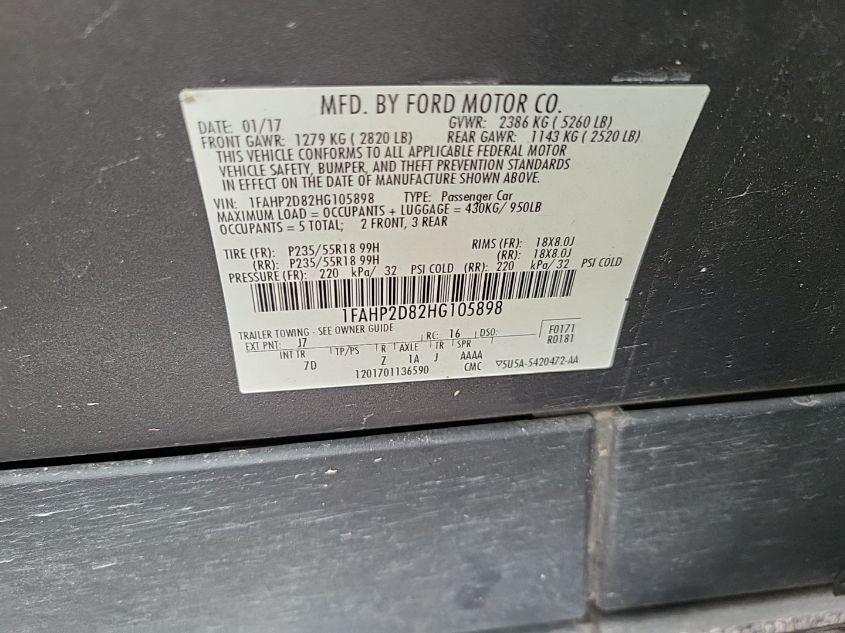 MFD. BY FORD MOTOR CO.
DATE: 01/17 GVWR: 2386 KG ( 5260 LB)
FRONT GAWR: 1279 KG ( 2820 LB) REAR GAWR: 1143 KG ( 2520 LB)
THIS VEHICLE CONFORMS TO ALL APPLICABLE FEDERAL MOTOR
VEHICLE SAFETY, BUMPER, AND THEFT PREVENTION STANDARDS
IN EFFECT ON THE DATE OF MANUFACTURE SHOWN ABOVE.
VIN: 1FAHP2D82HG105898 TYPE: Passenger Car
MAXIMUM LOAD = OCCUPANTS + LUGGAGE = 430KG/ 950LB
OCCUPANTS = 5 TOTAL; 2 FRONT, 3 REAR
TIRE (FR): P235/55R18 99H RIMS (FR): 18X8.0J
(RR): P235/55R18 99H (RR): 18X8.0J
PRESSURE (FR): 220 kPa/ 32 PSI COLD (RR): 220 kPa/ 32 PSI COLD
1FAHP2D82HG105898
TRAILER TOWING - SEE OWNER GUIDE
EXT PNT: J7 RC: 16 DSO: F0171
R0181
INT TR TP/PS R AXLE TR SPR
7D Z 1A J AAAA
CMC
1201701136590 ▽5U5A-5420472-AA